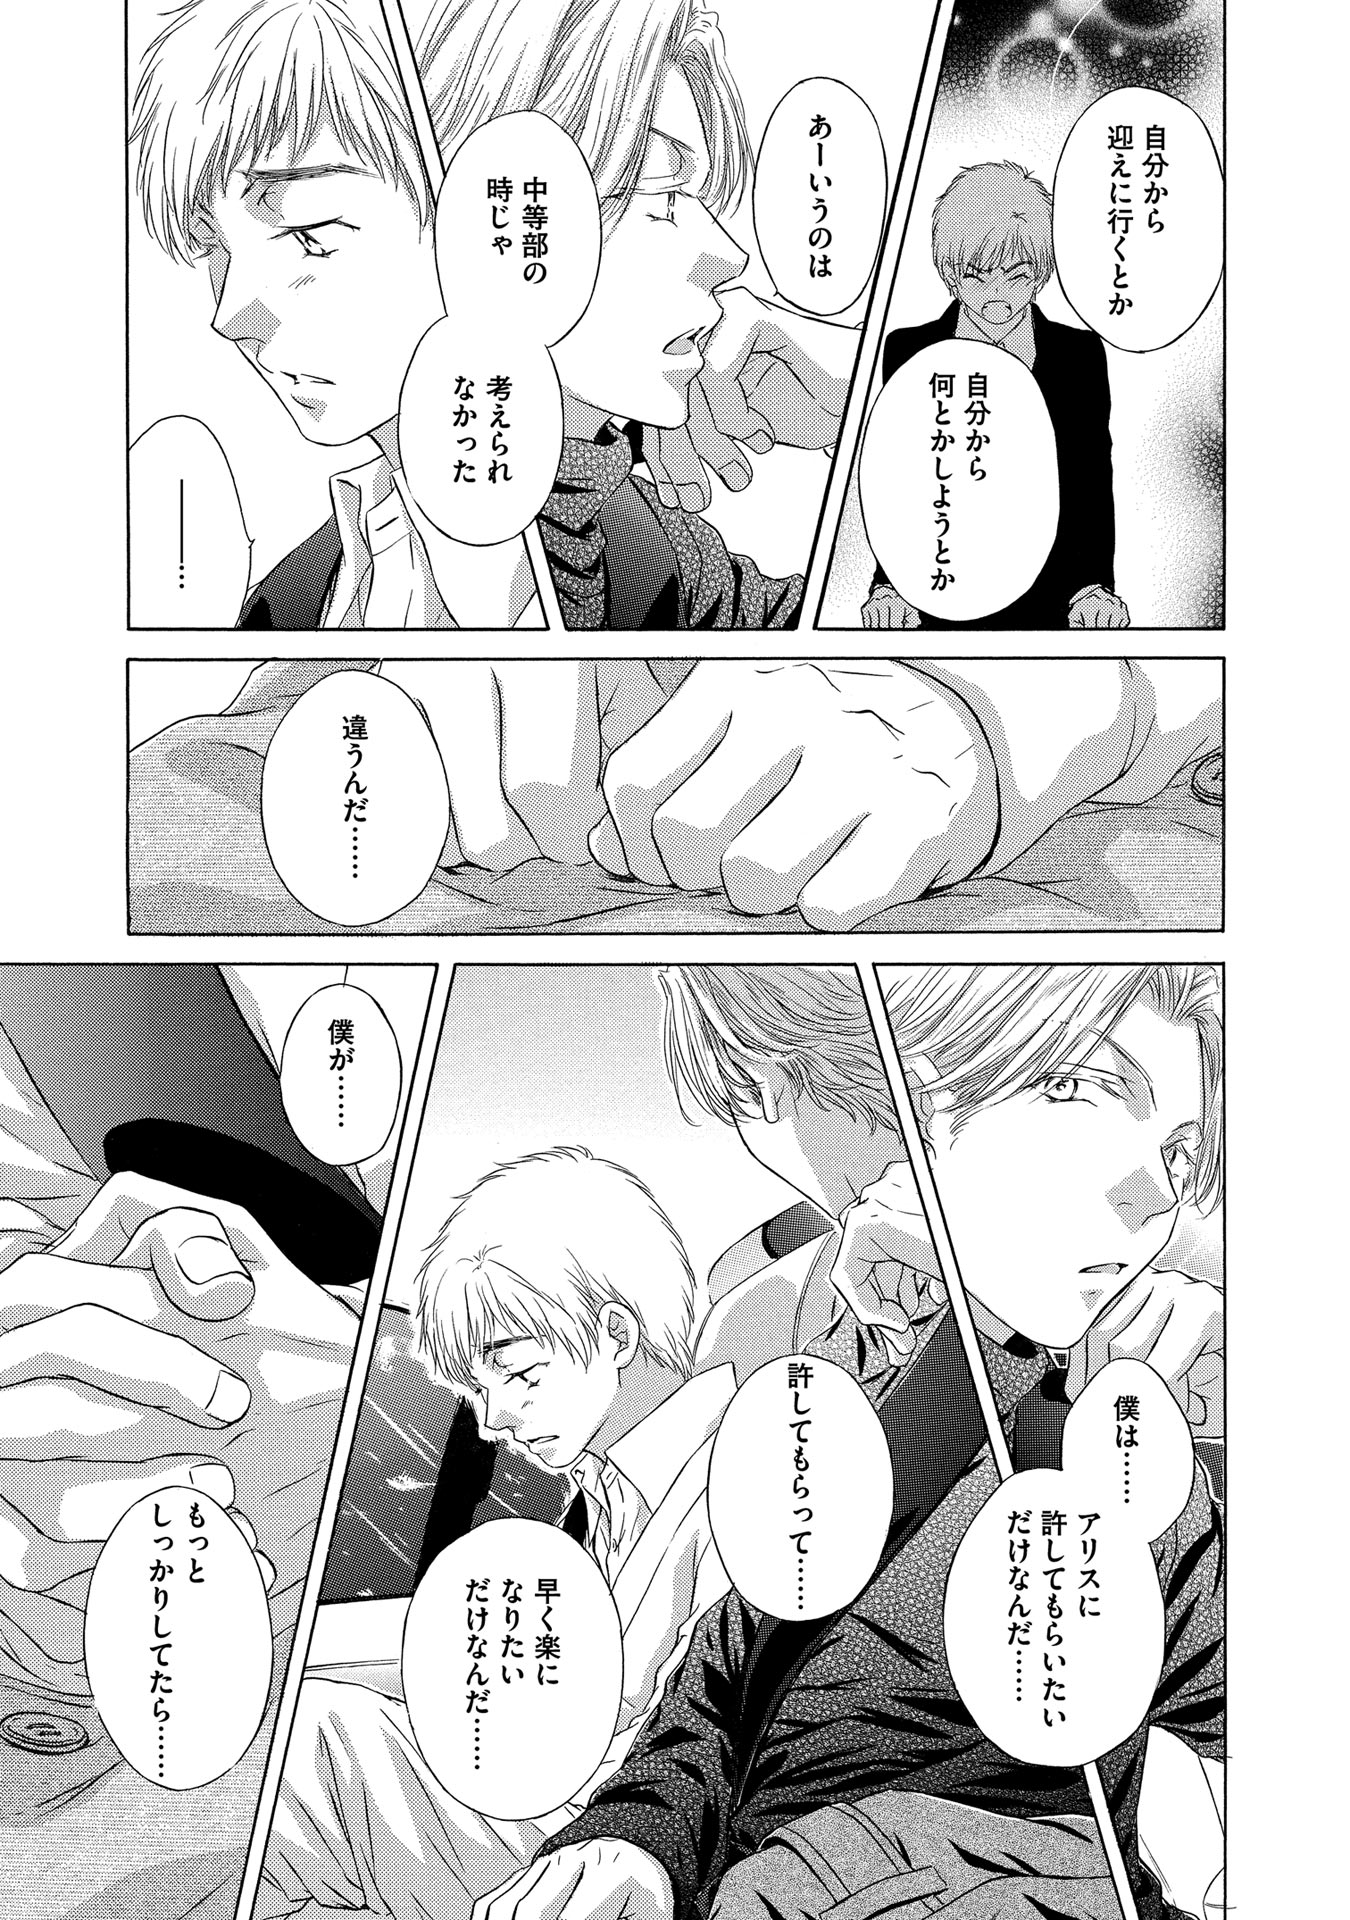 自分から
迎えに行くとか
自分から
何とかしようとか
あーいうのは
中等部の
時じゃ
考えられ
なかった
――…
違うんだ……
僕は……
アリスに
許してもらいたい
だけなんだ……
許してもらって……
早く楽に
なりたい
だけなんだ……
僕が……
もっと
しっかりしてたら……